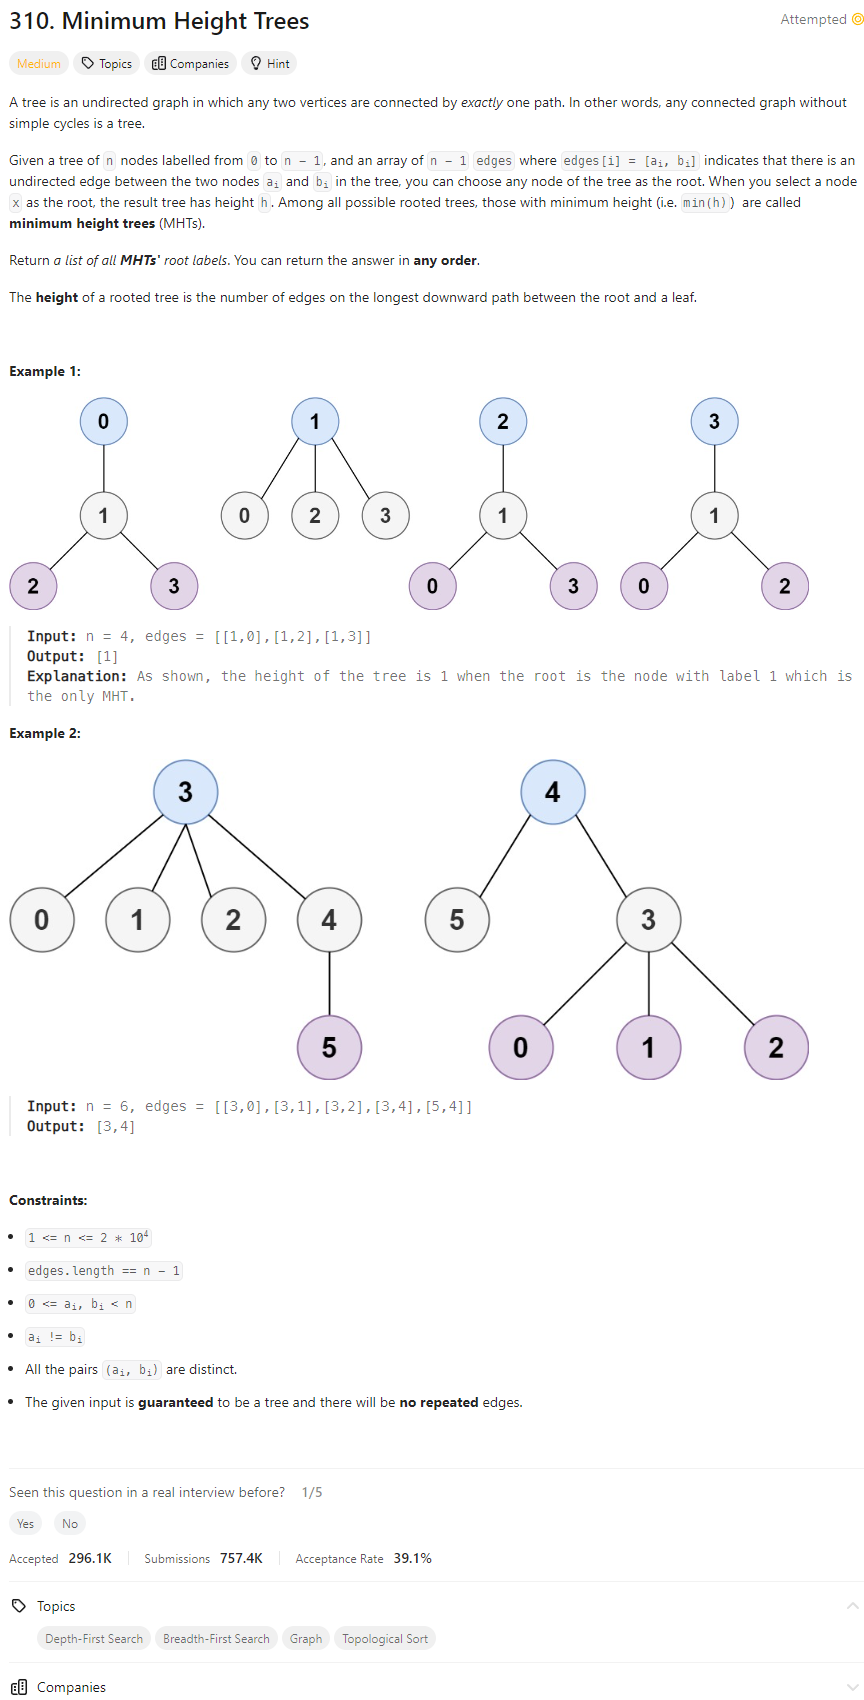 310. Minimum Height Trees
Attempted
Medium Topics Companies Hint
A tree is an undirected graph in which any two vertices are connected by exactly one path. In other words, any connected graph without
simple cycles is a tree.
Given a tree of n nodes labelled from 0 to n - 1, and an array of n - 1 edges where edges[i] = [aᵢ, bᵢ] indicates that there is an
undirected edge between the two nodes aᵢ and bᵢ in the tree, you can choose any node of the tree as the root. When you select a node
x as the root, the result tree has height h. Among all possible rooted trees, those with minimum height (i.e. min(h)) are called
minimum height trees (MHTs).
Return a list of all MHTs' root labels. You can return the answer in any order.
The height of a rooted tree is the number of edges on the longest downward path between the root and a leaf.
Example 1:
0 1 2 3
1 0 2 3 1 1
2 3 0 3 0 2
Input: n = 4, edges = [[1,0],[1,2],[1,3]]
Output: [1]
Explanation: As shown, the height of the tree is 1 when the root is the node with label 1 which is
the only MHT.
Example 2:
3 4
0 1 2 4 5 3
5 0 1 2
Input: n = 6, edges = [[3,0],[3,1],[3,2],[3,4],[5,4]]
Output: [3,4]
Constraints:
• 1 <= n <= 2 * 10⁴
• edges.length == n - 1
• 0 <= aᵢ, bᵢ < n
• aᵢ != bᵢ
• All the pairs (aᵢ, bᵢ) are distinct.
• The given input is guaranteed to be a tree and there will be no repeated edges.
Seen this question in a real interview before? 1/5
Yes No
Accepted 296.1K Submissions 757.4K Acceptance Rate 39.1%
Topics
Depth-First Search Breadth-First Search Graph Topological Sort
Companies